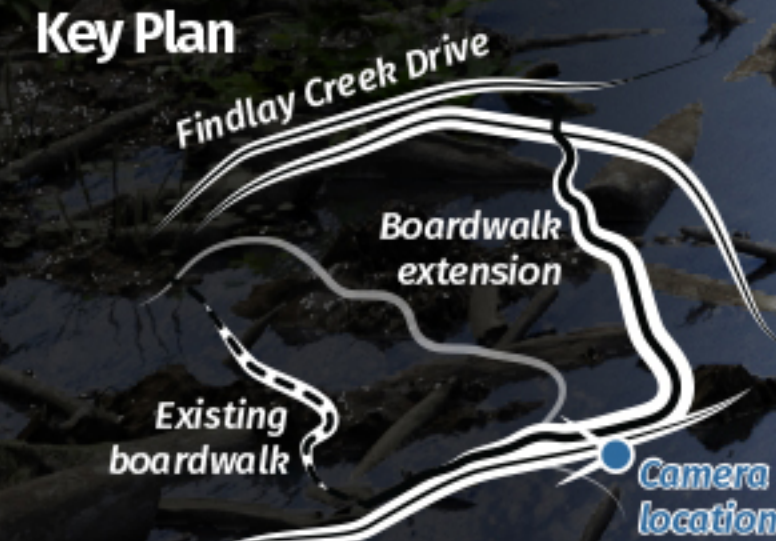 Key Plan
Findlay Creek Drive
Boardwalk
extension
Existing
boardwalk
Camera
location